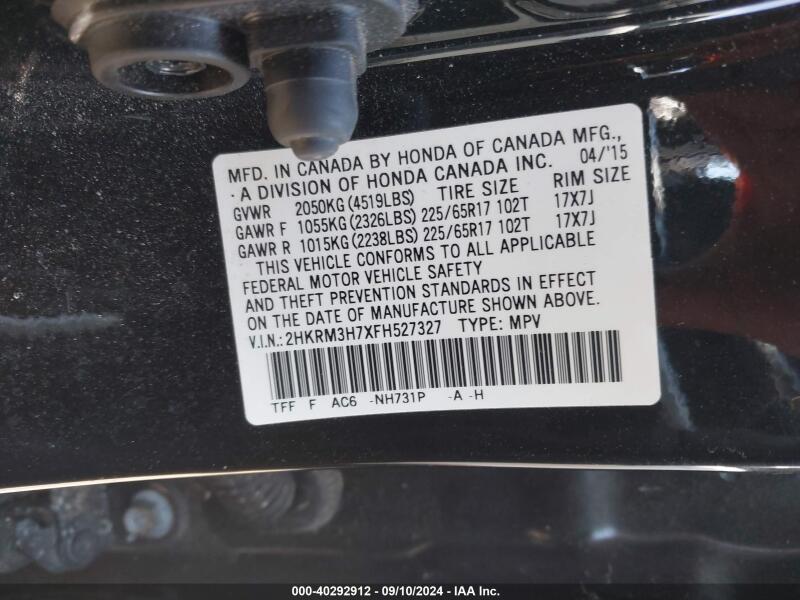 MFD. IN CANADA BY HONDA OF CANADA MFG.,
·A DIVISION OF HONDA CANADA INC. 04/'15
GVWR 2050KG(4519LBS) TIRE SIZE RIM SIZE
GAWR F 1055KG(2326LBS) 225/65R17 102T 17X7J
GAWR R 1015KG(2238LBS) 225/65R17 102T 17X7J
THIS VEHICLE CONFORMS TO ALL APPLICABLE
FEDERAL MOTOR VEHICLE SAFETY
AND THEFT PREVENTION STANDARDS IN EFFECT
ON THE DATE OF MANUFACTURE SHOWN ABOVE.
V.I.N.:2HKRM3H7XFH527327 TYPE: MPV
TFF F AC6 -NH731P -A -H
000-40292912 - 09/10/2024 - IAA Inc.